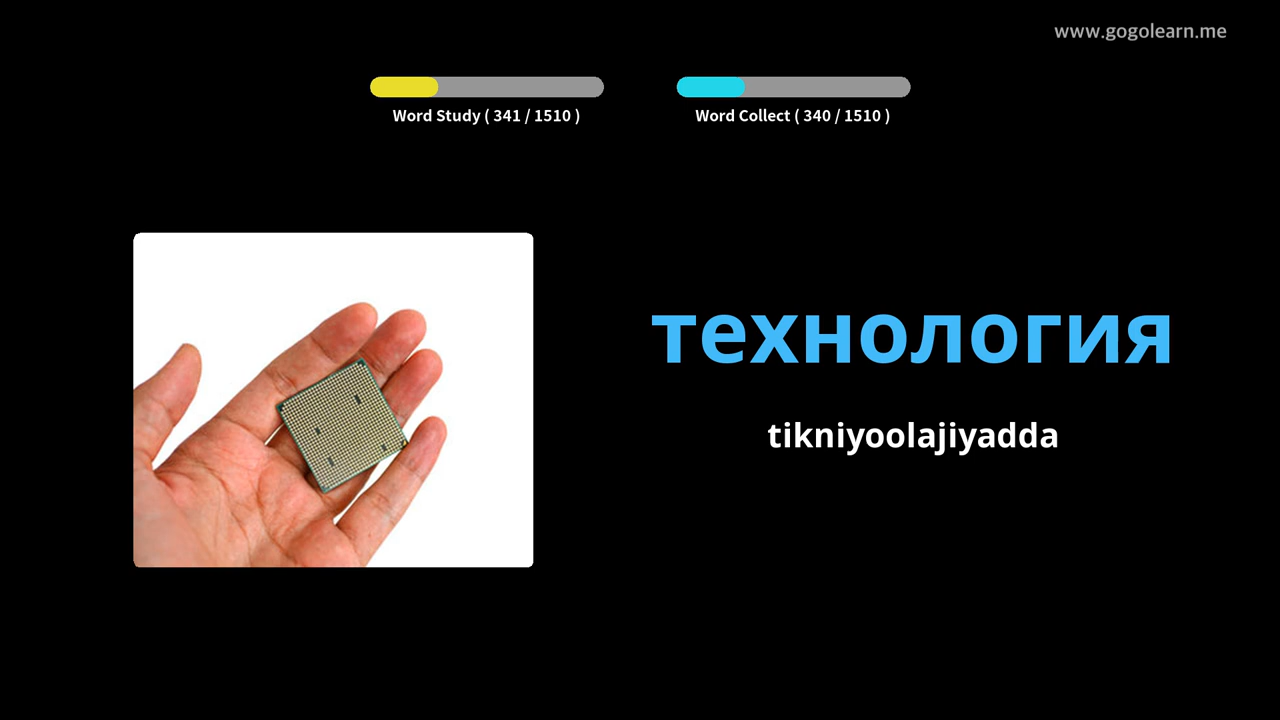 www.gogolearn.me
Word Study ( 341 / 1510 )
Word Collect ( 340 / 1510 )
технология
tikniyoolajiyadda